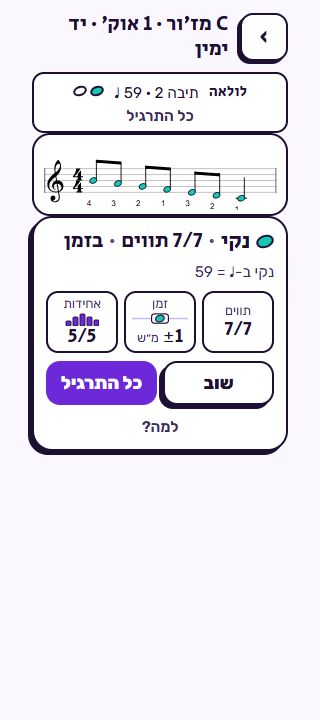 C מז'ור · 1 אוק' · יד
ימין
לולאה תיבה 2 • 59 ♩
כל התרגיל
4 3 2 1 3 2 1
נקי · 7/7 תווים · בזמן
נקי ב-♩ = 59
תווים
7/7
זמן
±1 מ״ש
אחידות
5/5
שוב
כל התרגיל
למה?